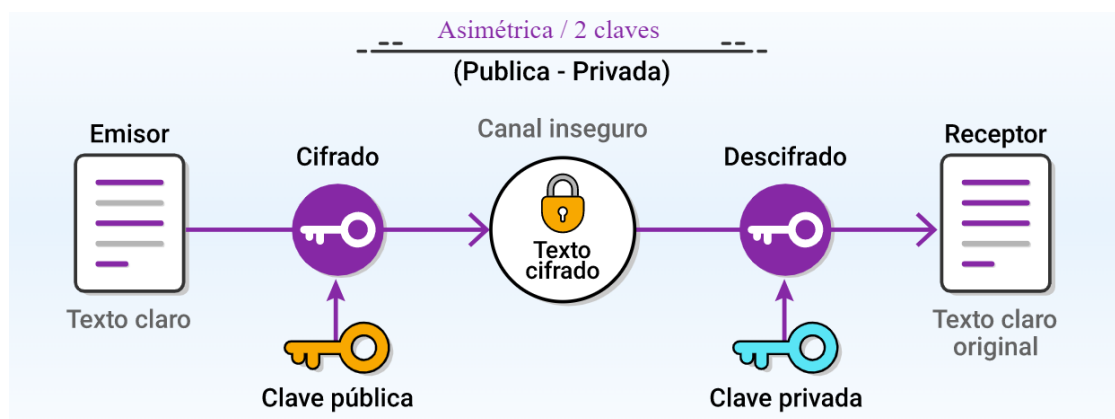 Asimétrica / 2 claves
(Publica - Privada)
Emisor
Cifrado
Canal inseguro
Descifrado
Receptor
Texto
cifrado
Texto claro
Clave pública
Clave privada
Texto claro
original